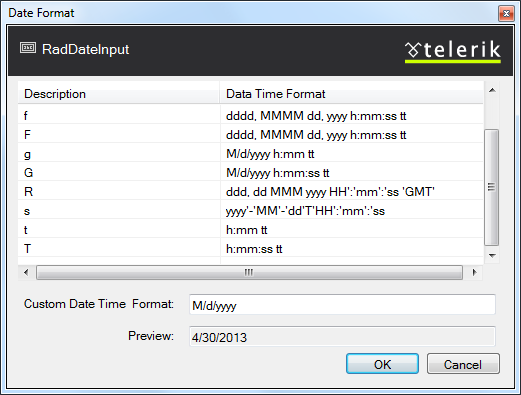 Date Format
RadDateInput
telerik
Description Data Time Format
f dddd, MMMM dd, yyyy h:mm:ss tt
F dddd, MMMM dd, yyyy h:mm:ss tt
g M/d/yyyy h:mm tt
G M/d/yyyy h:mm:ss tt
R ddd, dd MMM yyyy HH':'mm':'ss 'GMT'
s yyyy'-'MM'-'dd'T'HH':'mm':'ss
t h:mm tt
T h:mm:ss tt
Custom Date Time Format: M/d/yyyy
Preview: 4/30/2013
OK Cancel